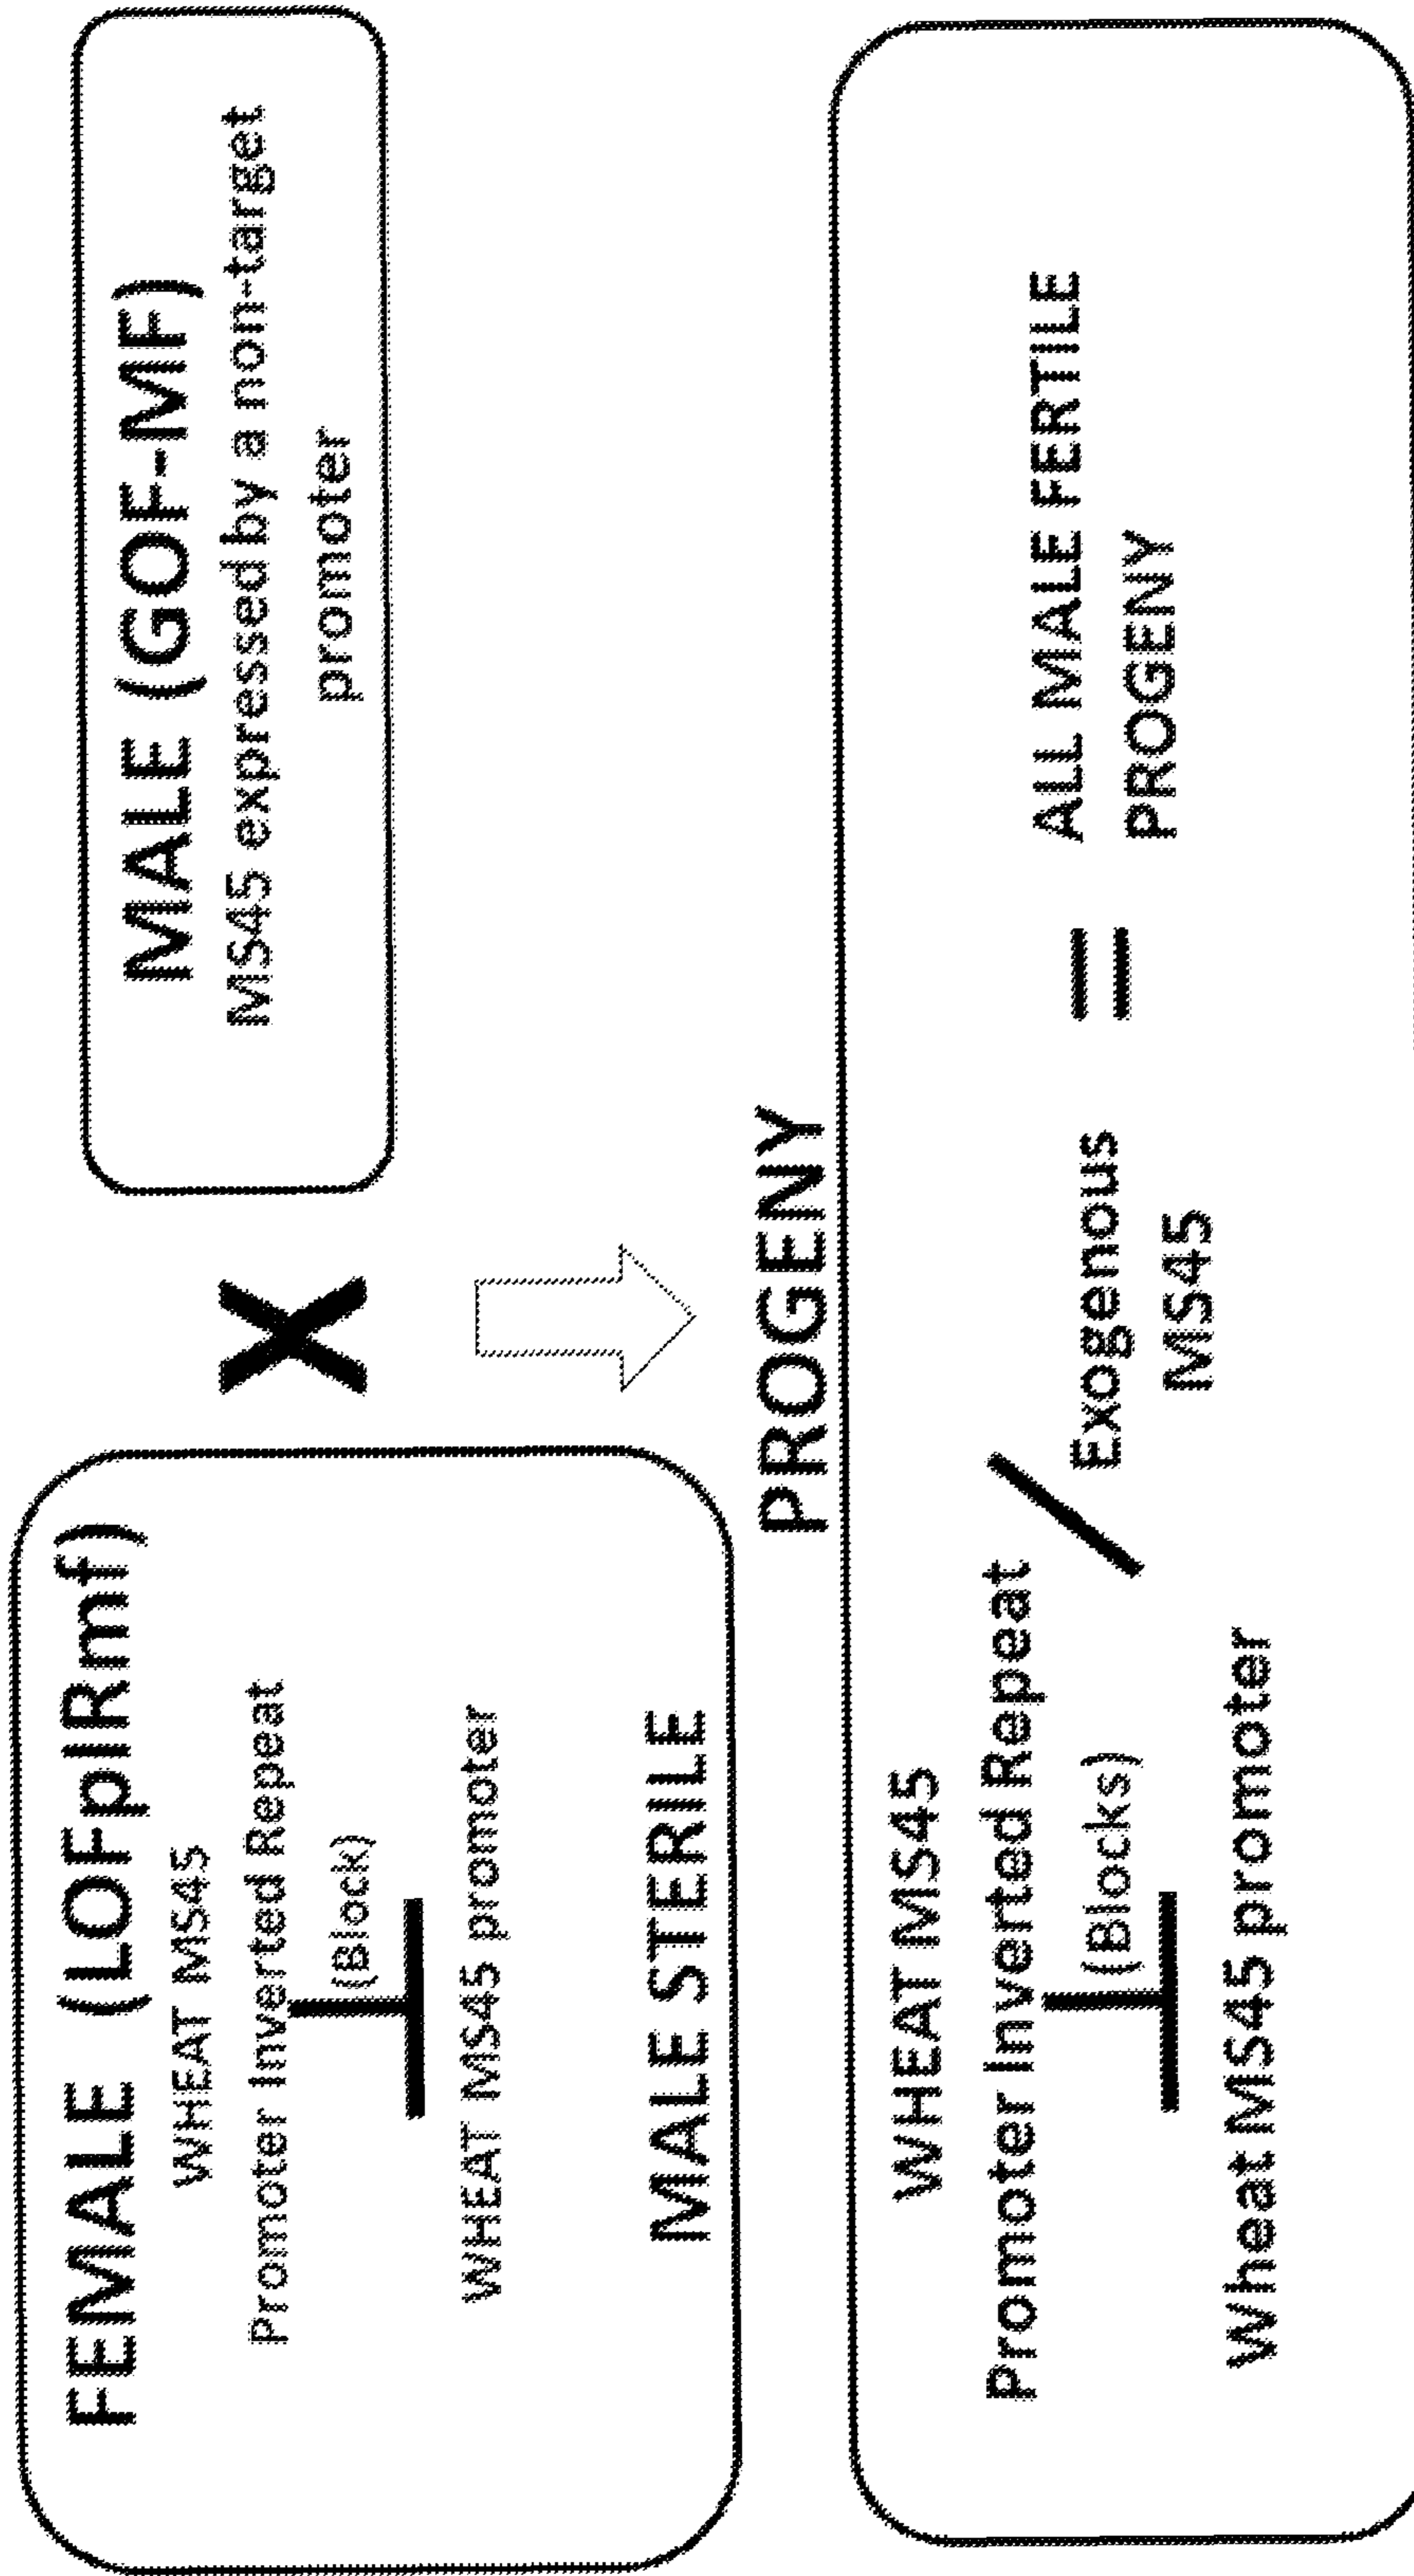 FEMALE (LOFpIRmf)
WHEAT MS45
Promoter Inverted Repeat
(Block)
WHEAT MS45 promoter
MALE STERILE
X
MALE (GOF-MF)
MS45 expressed by a non-target
promoter
PROGENY
WHEAT MS45
Promoter Inverted Repeat
(Blocks)
Wheat MS45 promoter
/
Exogenous
MS45
=
ALL MALE FERTILE
PROGENY